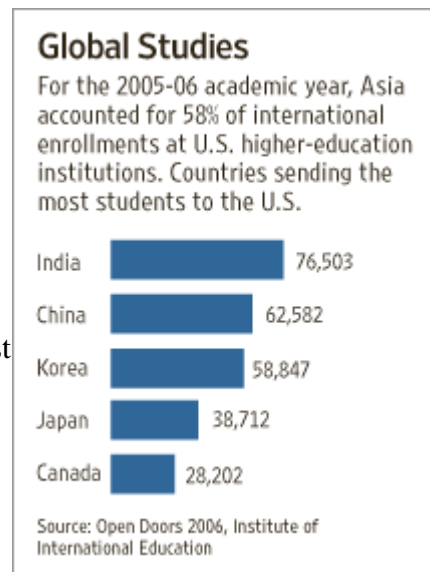 Global Studies
For the 2005-06 academic year, Asia
accounted for 58% of international
enrollments at U.S. higher-education
institutions. Countries sending the
most students to the U.S.
India 76,503
China 62,582
st
Korea 58,847
Japan 38,712
Canada 28,202
Source: Open Doors 2006, Institute of
International Education